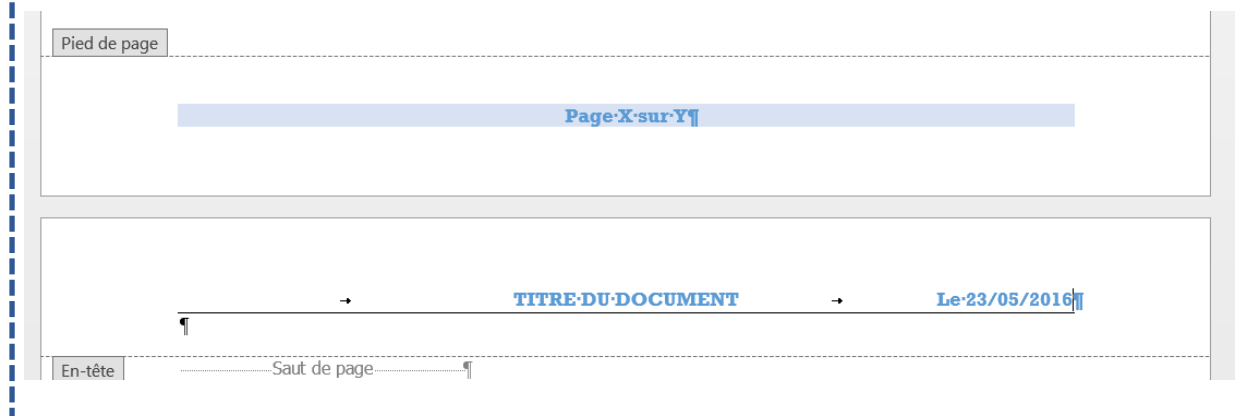 Pied de page
Page·X·sur·Y¶
→ TITRE·DU·DOCUMENT → Le·23/05/2016¶
¶
En-tête
Saut de page ¶